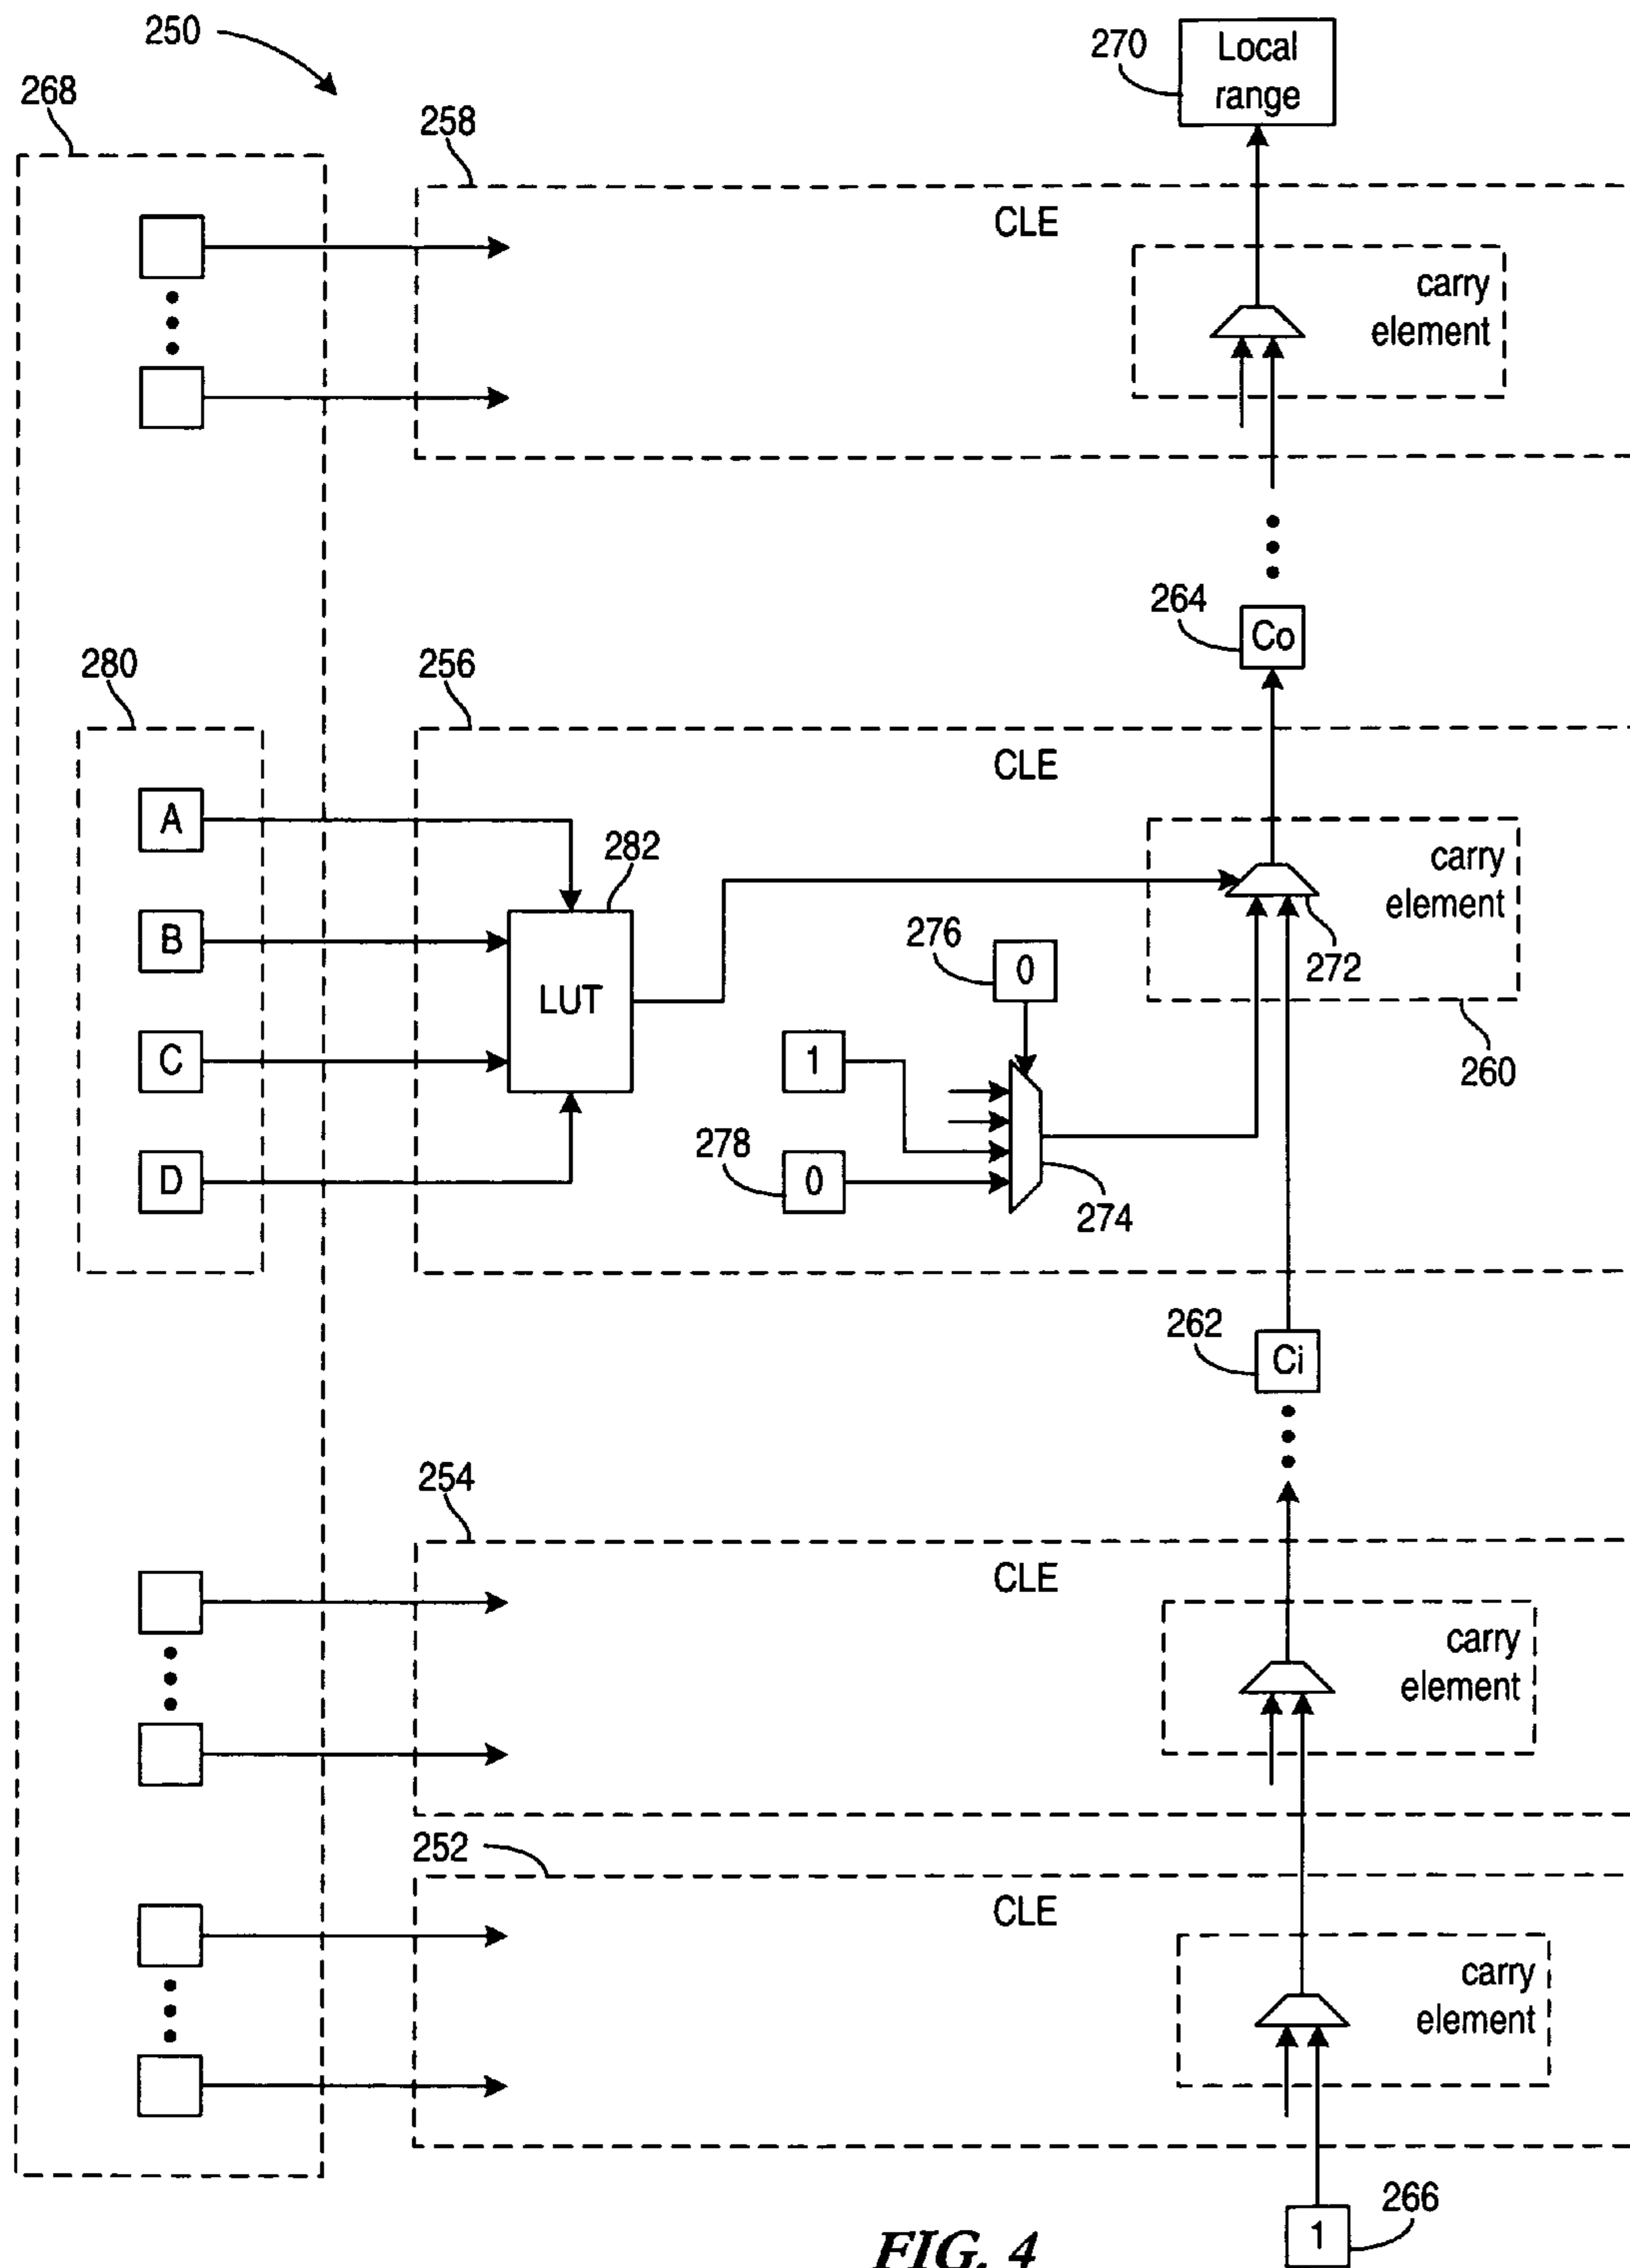 250
268
258
270
Local
range
CLE
carry
element
264
Co
280
256
CLE
A
282
carry
element
B
276
0
272
LUT
C
1
260
278
D
0
274
262
Ci
254
CLE
carry
element
252
CLE
carry
element
266
1
FIG. 4